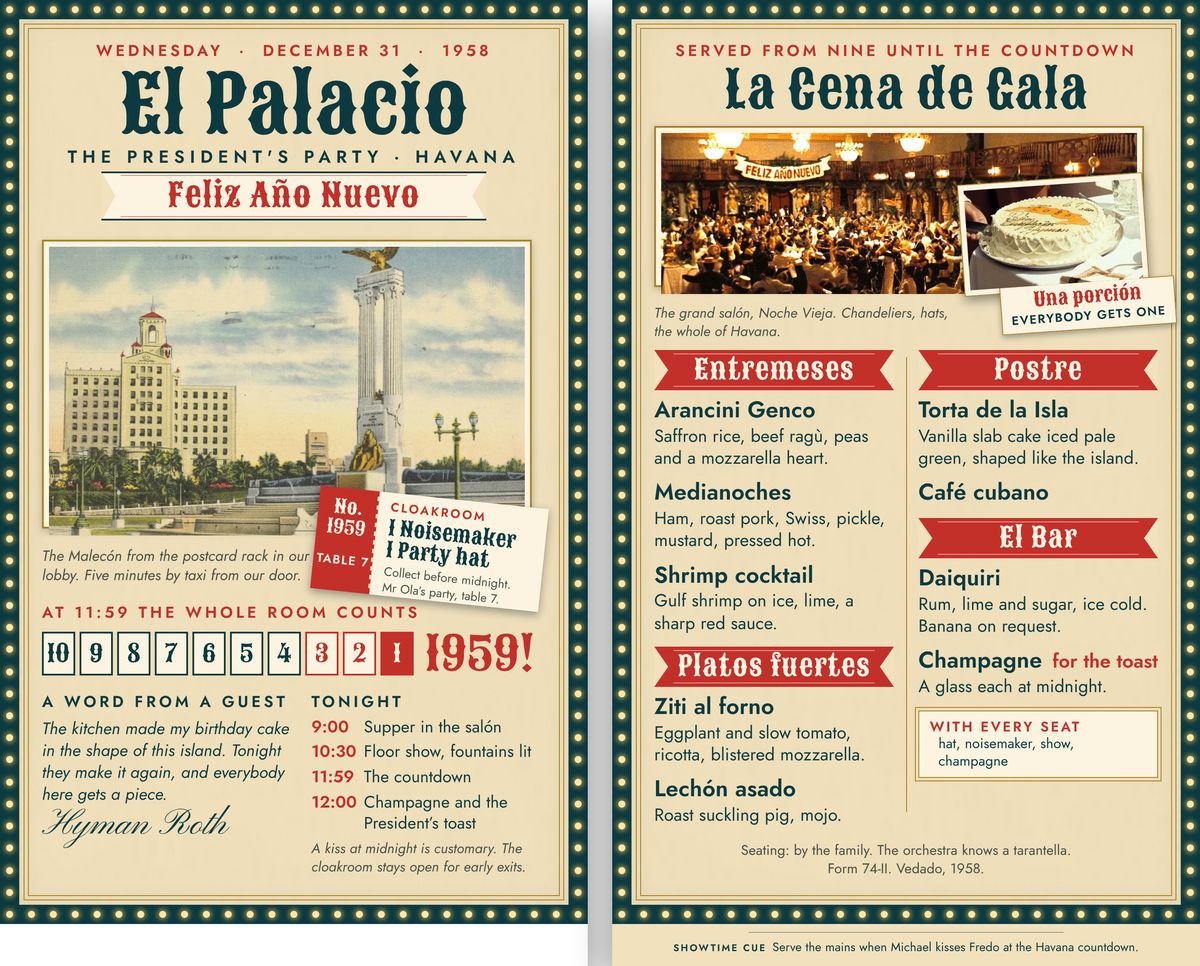 WEDNESDAY · DECEMBER 31 · 1958
El Palacio
THE PRESIDENT'S PARTY · HAVANA
Feliz Año Nuevo
The Malecón from the postcard rack in our
lobby. Five minutes by taxi from our door.
No.
1959
TABLE 7
CLOAKROOM
1 Noisemaker
1 Party hat
Collect before midnight.
Mr Ola's party, table 7.
AT 11:59 THE WHOLE ROOM COUNTS
10 9 8 7 6 5 4 3 2 1 1959!
A WORD FROM A GUEST
The kitchen made my birthday cake
in the shape of this island. Tonight
they make it again, and everybody
here gets a piece.
Hyman Roth
TONIGHT
9:00 Supper in the salón
10:30 Floor show, fountains lit
11:59 The countdown
12:00 Champagne and the
President's toast
A kiss at midnight is customary. The
cloakroom stays open for early exits.
SERVED FROM NINE UNTIL THE COUNTDOWN
La Cena de Gala
FELIZ AÑO NUEVO
Una porción
EVERYBODY GETS ONE
The grand salón, Noche Vieja. Chandeliers, hats,
the whole of Havana.
Entremeses
Arancini Genco
Saffron rice, beef ragù, peas
and a mozzarella heart.
Medianoches
Ham, roast pork, Swiss, pickle,
mustard, pressed hot.
Shrimp cocktail
Gulf shrimp on ice, lime, a
sharp red sauce.
Platos fuertes
Ziti al forno
Eggplant and slow tomato,
ricotta, blistered mozzarella.
Lechón asado
Roast suckling pig, mojo.
Postre
Torta de la Isla
Vanilla slab cake iced pale
green, shaped like the island.
Café cubano
El Bar
Daiquiri
Rum, lime and sugar, ice cold.
Banana on request.
Champagne for the toast
A glass each at midnight.
WITH EVERY SEAT
hat, noisemaker, show,
champagne
Seating: by the family. The orchestra knows a tarantella.
Form 74-II. Vedado, 1958.
SHOWTIME CUE Serve the mains when Michael kisses Fredo at the Havana countdown.